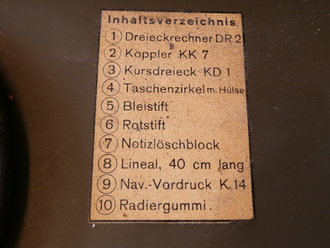 Inhaltsverzeichnis
1 Dreieckrechner DR 2
2 Koppler KK 7
3 Kursdreieck KD 1
4 Taschenzirkel m. Hülse
5 Bleistift
6 Rotstift
7 Notizlöschblock
8 Lineal, 40 cm lang
9 Nav.-Vordruck K.14
10 Radiergummi.